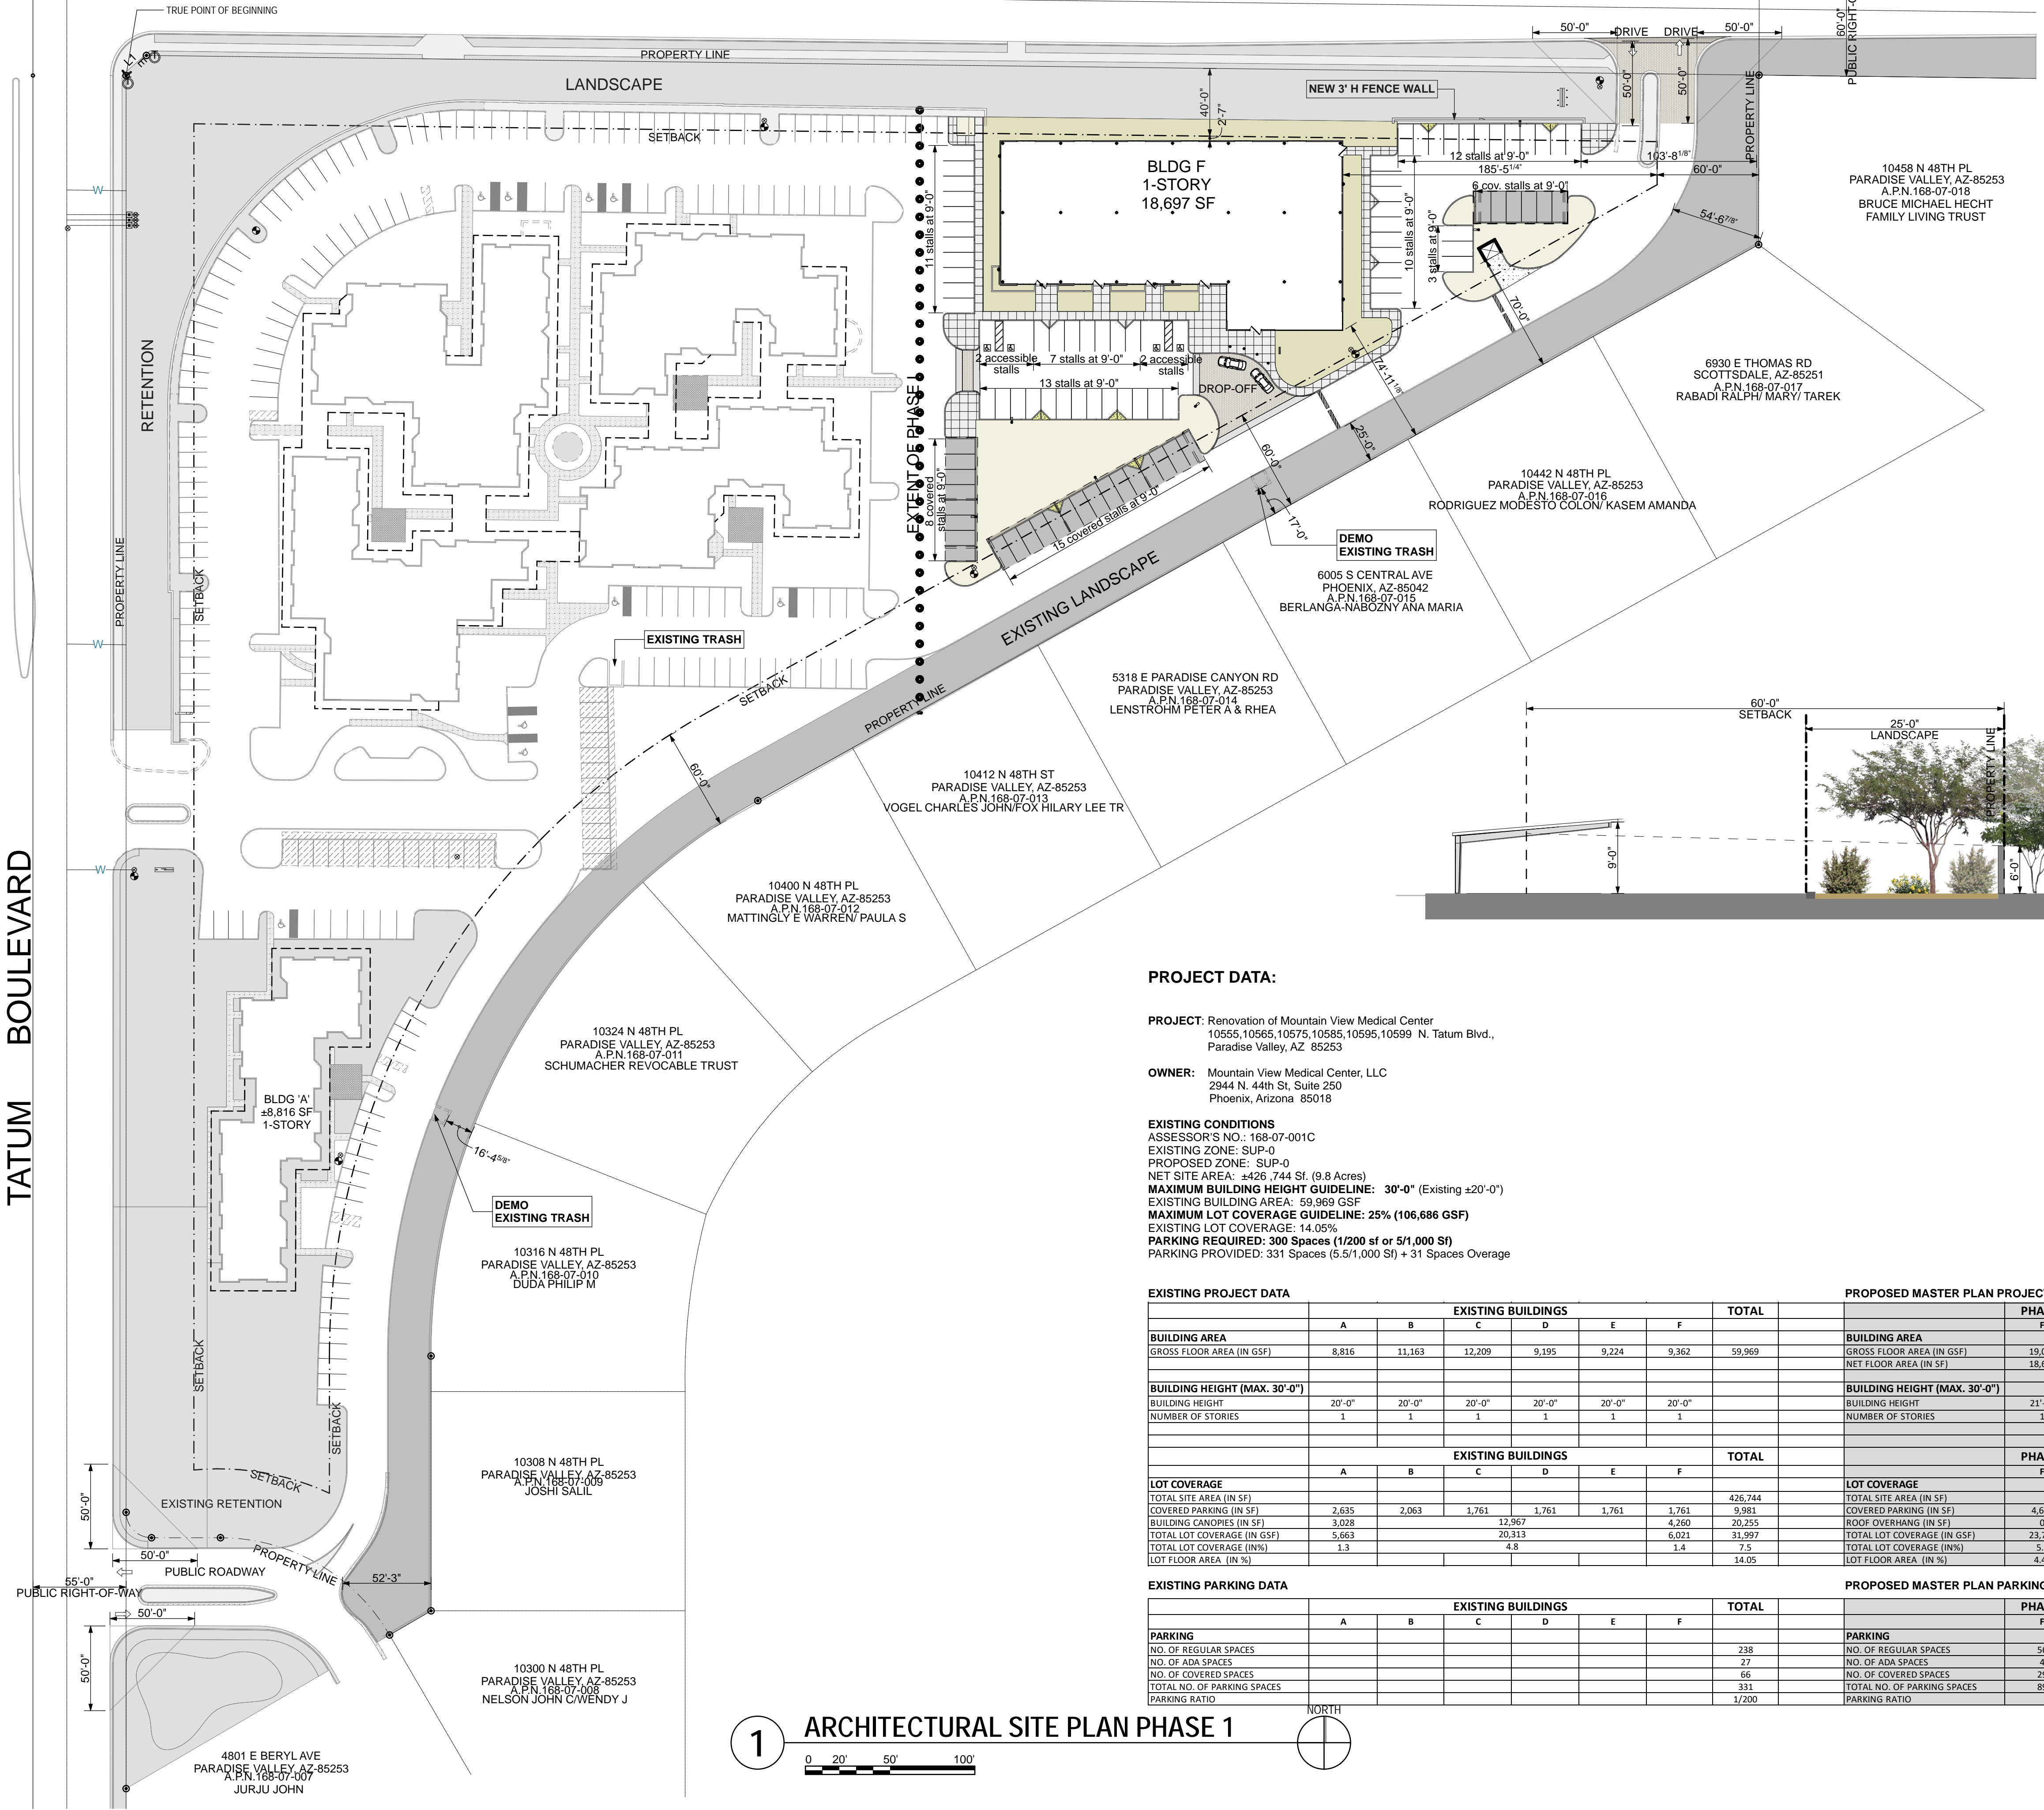 TRUE POINT OF BEGINNING
PROPERTY LINE
LANDSCAPE
SETBACK
NEW 3' H FENCE WALL
50'-0"
DRIVE
DRIVE
50'-0"
50'-0"
50'-0"
60'-0"
PROPERTY LINE
40'-0"
2'-7"
BLDG F
1-STORY
18,697 SF
12 stalls at 9'-0"
103'-8 1/8"
185'-5 1/4"
60'-0"
6 cov. stalls at 9'-0"
54'-6 7/8"
11 stalls at 9'-0"
10 stalls at 9'-0"
3 stalls at 9'-0"
70'-0"
10458 N 48TH PL
PARADISE VALLEY, AZ-85253
A.P.N.168-07-018
BRUCE MICHAEL HECHT
FAMILY LIVING TRUST
2 accessible
stalls
7 stalls at 9'-0"
2 accessible
stalls
13 stalls at 9'-0"
DROP-OFF
74'-11 1/8"
25'-0"
60'-0"
17'-0"
EXTENT OF PHASE I
8 covered
stalls at 9'-0"
15 covered stalls at 9'-0"
6930 E THOMAS RD
SCOTTSDALE, AZ-85251
A.P.N.168-07-017
RABADI RALPH/ MARY/ TAREK
10442 N 48TH PL
PARADISE VALLEY, AZ-85253
A.P.N.168-07-016
RODRIGUEZ MODESTO COLON/ KASEM AMANDA
DEMO
EXISTING TRASH
6005 S CENTRAL AVE
PHOENIX, AZ-85042
A.P.N.168-07-015
BERLANGA-NABOZNY ANA MARIA
EXISTING LANDSCAPE
W
RETENTION
PROPERTY LINE
SETBACK
W
EXISTING TRASH
SETBACK
PROPERTY LINE
60'-0"
5318 E PARADISE CANYON RD
PARADISE VALLEY, AZ-85253
A.P.N.168-07-014
LENSTROHM PETER A & RHEA
10412 N 48TH ST
PARADISE VALLEY, AZ-85253
A.P.N.168-07-013
VOGEL CHARLES JOHN/FOX HILARY LEE TR
60'-0"
SETBACK
25'-0"
LANDSCAPE
PROPERTY LINE
9'-0"
6'-0"
W
TATUM BOULEVARD
10400 N 48TH PL
PARADISE VALLEY, AZ-85253
A.P.N.168-07-012
MATTINGLY E WARREN/ PAULA S
10324 N 48TH PL
PARADISE VALLEY, AZ-85253
A.P.N.168-07-011
SCHUMACHER REVOCABLE TRUST
BLDG 'A'
±8,816 SF
1-STORY
16'-4 5/8"
DEMO
EXISTING TRASH
10316 N 48TH PL
PARADISE VALLEY, AZ-85253
A.P.N.168-07-010
DUDA PHILIP M
SETBACK
SETBACK
SETBACK
EXISTING RETENTION
10308 N 48TH PL
PARADISE VALLEY, AZ-85253
A.P.N.168-07-009
JOSHI SALIL
50'-0"
50'-0"
PROPERTY LINE
PUBLIC ROADWAY
55'-0"
PUBLIC RIGHT-OF-WAY
52'-3"
50'-0"
50'-0"
10300 N 48TH PL
PARADISE VALLEY, AZ-85253
A.P.N.168-07-008
NELSON JOHN C/WENDY J
4801 E BERYL AVE
PARADISE VALLEY, AZ-85253
A.P.N.168-07-007
JURJU JOHN
PROJECT DATA:
PROJECT: Renovation of Mountain View Medical Center
10555,10565,10575,10585,10595,10599 N. Tatum Blvd.,
Paradise Valley, AZ 85253
OWNER: Mountain View Medical Center, LLC
2944 N. 44th St, Suite 250
Phoenix, Arizona 85018
EXISTING CONDITIONS
ASSESSOR'S NO.: 168-07-001C
EXISTING ZONE: SUP-0
PROPOSED ZONE: SUP-0
NET SITE AREA: ±426 ,744 Sf. (9.8 Acres)
MAXIMUM BUILDING HEIGHT GUIDELINE: 30'-0" (Existing ±20'-0")
EXISTING BUILDING AREA: 59,969 GSF
MAXIMUM LOT COVERAGE GUIDELINE: 25% (106,686 GSF)
EXISTING LOT COVERAGE: 14.05%
PARKING REQUIRED: 300 Spaces (1/200 sf or 5/1,000 Sf)
PARKING PROVIDED: 331 Spaces (5.5/1,000 Sf) + 31 Spaces Overage
EXISTING PROJECT DATA
EXISTING BUILDINGS TOTAL
A B C D E F
BUILDING AREA
GROSS FLOOR AREA (IN GSF) 8,816 11,163 12,209 9,195 9,224 9,362 59,969
BUILDING HEIGHT (MAX. 30'-0")
BUILDING HEIGHT 20'-0" 20'-0" 20'-0" 20'-0" 20'-0" 20'-0"
NUMBER OF STORIES 1 1 1 1 1 1
EXISTING BUILDINGS TOTAL
A B C D E F
LOT COVERAGE
TOTAL SITE AREA (IN SF) 426,744
COVERED PARKING (IN SF) 2,635 2,063 1,761 1,761 1,761 1,761 9,981
BUILDING CANOPIES (IN SF) 3,028 12,967 4,260 20,255
TOTAL LOT COVERAGE (IN GSF) 5,663 20,313 6,021 31,997
TOTAL LOT COVERAGE (IN%) 1.3 4.8 1.4 7.5
LOT FLOOR AREA (IN %) 14.05
EXISTING PARKING DATA
EXISTING BUILDINGS TOTAL
A B C D E F
PARKING
NO. OF REGULAR SPACES 238
NO. OF ADA SPACES 27
NO. OF COVERED SPACES 66
TOTAL NO. OF PARKING SPACES 331
PARKING RATIO 1/200
PROPOSED MASTER PLAN
BUILDING AREA
GROSS FLOOR AREA (IN GSF)
NET FLOOR AREA (IN SF)
BUILDING HEIGHT (MAX. 30'-0")
BUILDING HEIGHT
NUMBER OF STORIES
LOT COVERAGE
TOTAL SITE AREA (IN SF)
COVERED PARKING (IN SF)
ROOF OVERHANG (IN SF)
TOTAL LOT COVERAGE (IN GSF)
TOTAL LOT COVERAGE (IN%)
LOT FLOOR AREA (IN %)
PROPOSED MASTER PLAN PARKING
PARKING
NO. OF REGULAR SPACES
NO. OF ADA SPACES
NO. OF COVERED SPACES
TOTAL NO. OF PARKING SPACES
PARKING RATIO
1 ARCHITECTURAL SITE PLAN PHASE 1
0 20' 50' 100'
NORTH